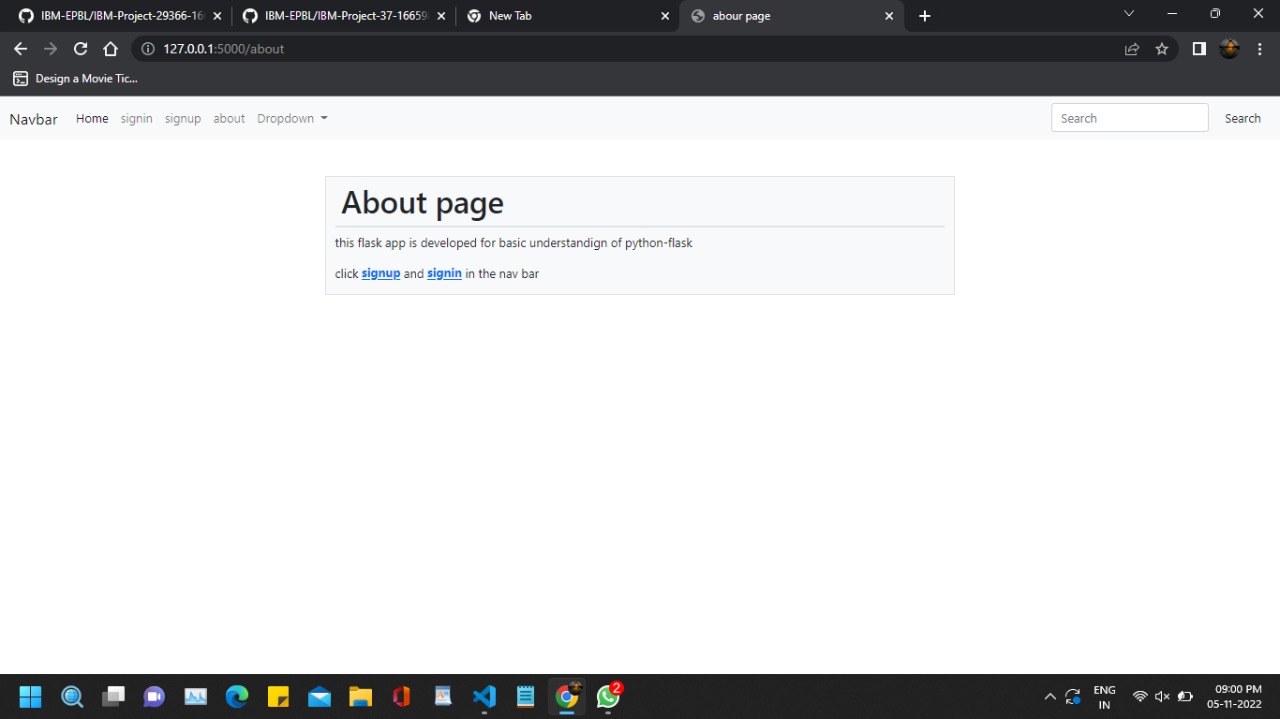 IBM-EPBL/IBM-Project-29366-16 IBM-EPBL/IBM-Project-37-16659 New Tab abour page
127.0.0.1:5000/about
Design a Movie Tic...
Navbar Home signin signup about Dropdown Search Search
About page
this flask app is developed for basic understandign of python-flask
click signup and signin in the nav bar
2
ENG 09:00 PM
IN 05-11-2022